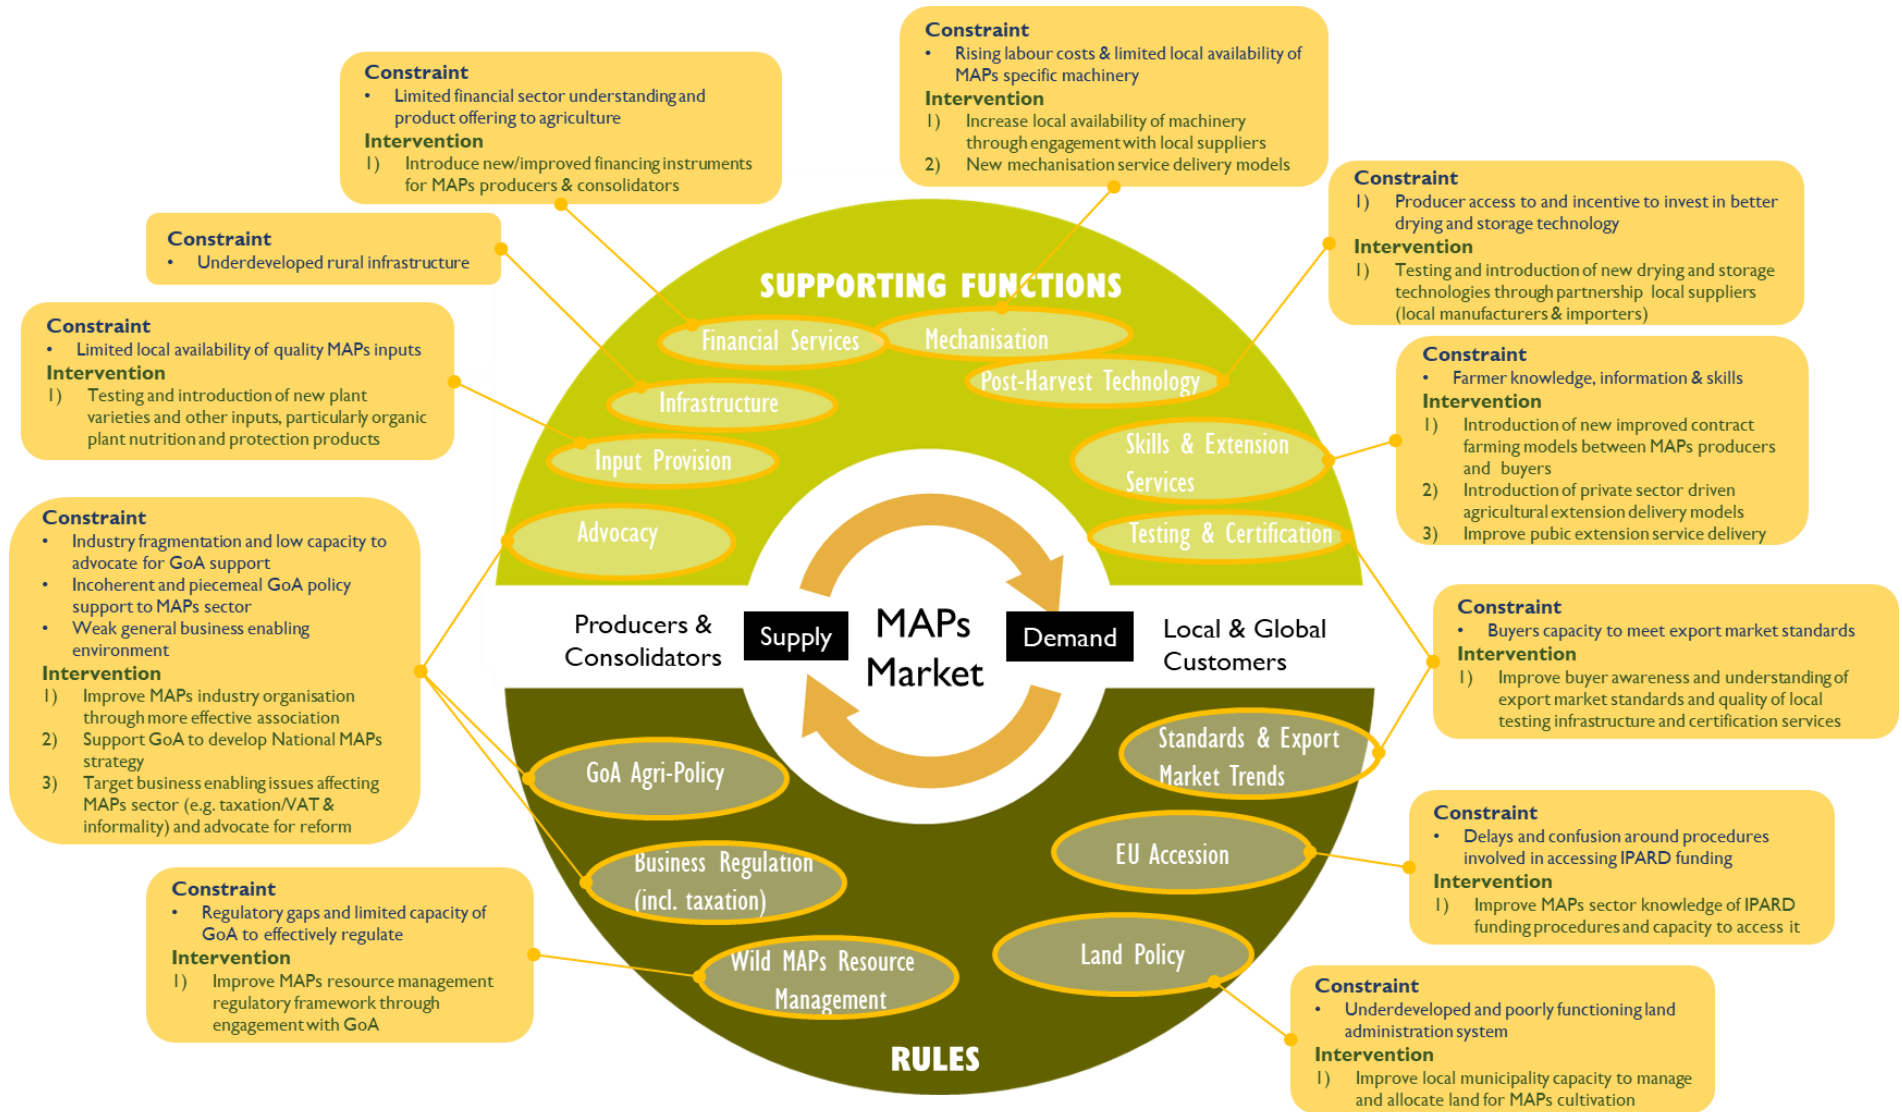 Constraint
• Rising labour costs & limited local availability of
MAPs specific machinery
Intervention
1) Increase local availability of machinery
through engagement with local suppliers
2) New mechanisation service delivery models
Constraint
• Limited financial sector understanding and
product offering to agriculture
Intervention
1) Introduce new/improved financing instruments
for MAPs producers & consolidators
Constraint
1) Producer access to and incentive to invest in better
drying and storage technology
Intervention
1) Testing and introduction of new drying and storage
technologies through partnership local suppliers
(local manufacturers & importers)
Constraint
• Underdeveloped rural infrastructure
Constraint
• Limited local availability of quality MAPs inputs
Intervention
1) Testing and introduction of new plant
varieties and other inputs, particularly organic
plant nutrition and protection products
Constraint
• Farmer knowledge, information & skills
Intervention
1) Introduction of new improved contract
farming models between MAPs producers
and buyers
2) Introduction of private sector driven
agricultural extension delivery models
3) Improve pubic extension service delivery
SUPPORTING FUNCTIONS
Financial Services
Mechanisation
Post-Harvest Technology
Infrastructure
Input Provision
Skills & Extension
Services
Advocacy
Testing & Certification
Constraint
• Industry fragmentation and low capacity to
advocate for GoA support
• Incoherent and piecemeal GoA policy
support to MAPs sector
• Weak general business enabling
environment
Intervention
1) Improve MAPs industry organisation
through more effective association
2) Support GoA to develop National MAPs
strategy
3) Target business enabling issues affecting
MAPs sector (e.g. taxation/VAT &
informality) and advocate for reform
Producers &
Consolidators
Supply
MAPs
Market
Demand
Local & Global
Customers
Constraint
• Buyers capacity to meet export market standards
Intervention
1) Improve buyer awareness and understanding of
export market standards and quality of local
testing infrastructure and certification services
GoA Agri-Policy
Standards & Export
Market Trends
Business Regulation
(incl. taxation)
EU Accession
Wild MAPs Resource
Management
Land Policy
RULES
Constraint
• Delays and confusion around procedures
involved in accessing IPARD funding
Intervention
1) Improve MAPs sector knowledge of IPARD
funding procedures and capacity to access it
Constraint
• Regulatory gaps and limited capacity of
GoA to effectively regulate
Intervention
1) Improve MAPs resource management
regulatory framework through
engagement with GoA
Constraint
• Underdeveloped and poorly functioning land
administration system
Intervention
1) Improve local municipality capacity to manage
and allocate land for MAPs cultivation